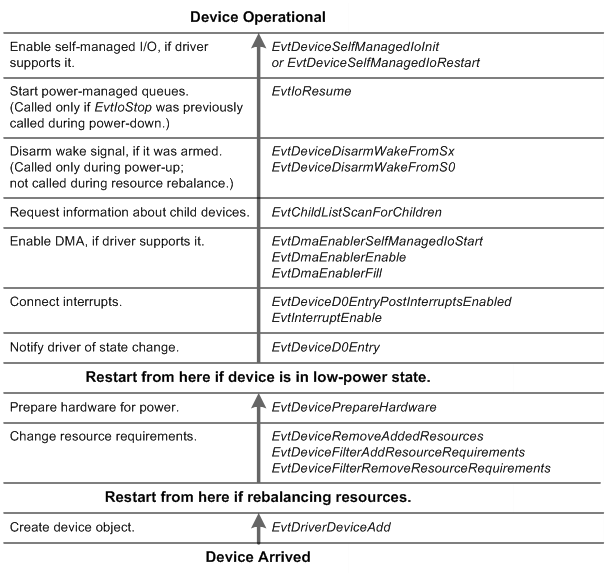 Device Operational
Enable self-managed I/O, if driver
supports it.
EvtDeviceSelfManagedIoInit
or EvtDeviceSelfManagedIoRestart
Start power-managed queues.
(Called only if EvtIoStop was previously
called during power-down.)
EvtIoResume
Disarm wake signal, if it was armed.
(Called only during power-up;
not called during resource rebalance.)
EvtDeviceDisarmWakeFromSx
EvtDeviceDisarmWakeFromS0
Request information about child devices.
EvtChildListScanForChildren
Enable DMA, if driver supports it.
EvtDmaEnablerSelfManagedIoStart
EvtDmaEnablerEnable
EvtDmaEnablerFill
Connect interrupts.
EvtDeviceD0EntryPostInterruptsEnabled
EvtInterruptEnable
Notify driver of state change.
EvtDeviceD0Entry
Restart from here if device is in low-power state.
Prepare hardware for power.
EvtDevicePrepareHardware
Change resource requirements.
EvtDeviceRemoveAddedResources
EvtDeviceFilterAddResourceRequirements
EvtDeviceFilterRemoveResourceRequirements
Restart from here if rebalancing resources.
Create device object.
EvtDriverDeviceAdd
Device Arrived